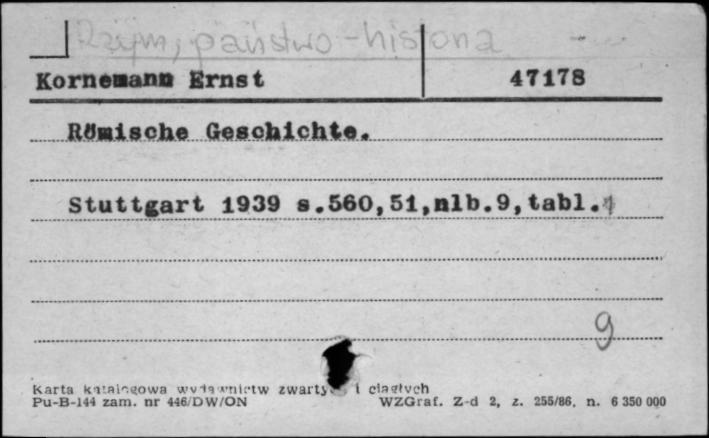 Rzym, państwo - historia
Kornemann Ernst 47178
Römische Geschichte.
Stuttgart 1939 s.560,51,nlb.9,tabl.
9
Karta katalogowa wydawnictw zwartych i ciągłych
Pu-B-144 zam. nr 446/DW/ON WZGraf. Z-d 2, z. 255/86, n. 6 350 000